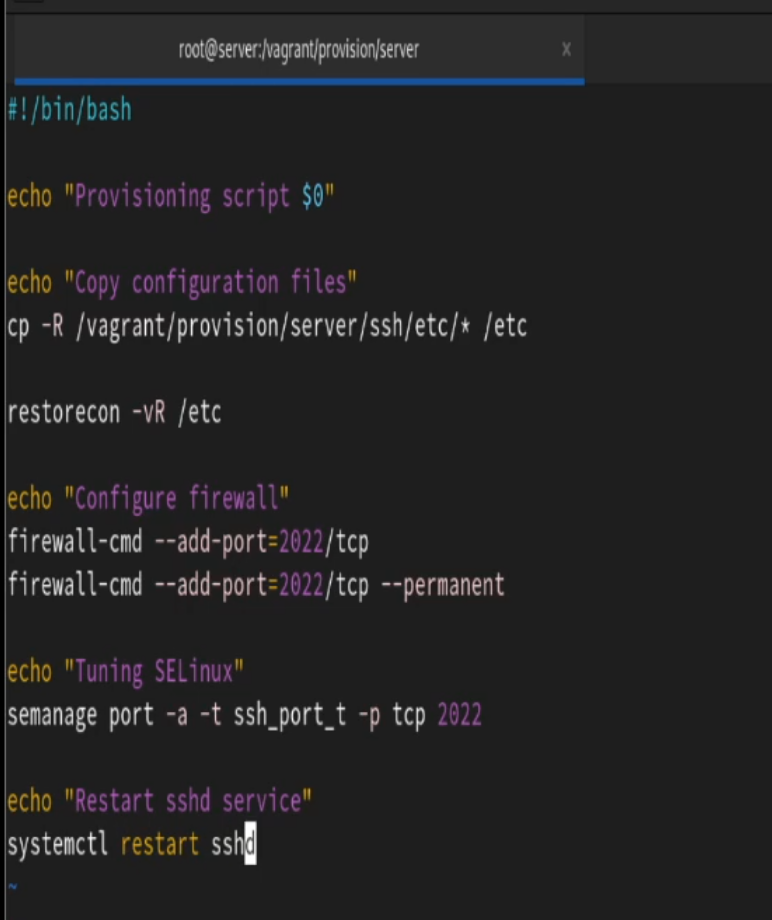 root@server:/vagrant/provision/server x
#!/bin/bash
echo "Provisioning script $0"
echo "Copy configuration files"
cp -R /vagrant/provision/server/ssh/etc/* /etc
restorecon -vR /etc
echo "Configure firewall"
firewall-cmd --add-port=2022/tcp
firewall-cmd --add-port=2022/tcp --permanent
echo "Tuning SELinux"
semanage port -a -t ssh_port_t -p tcp 2022
echo "Restart sshd service"
systemctl restart sshd
~